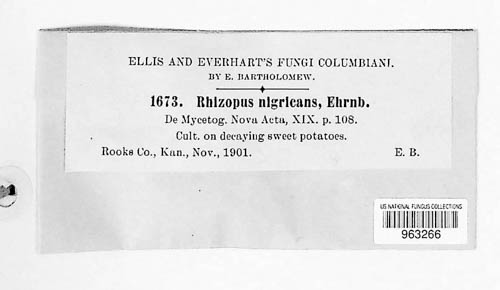 ELLIS AND EVERHART'S FUNGI COLUMBIANI.
BY E. BARTHOLOMEW.
1673. Rhizopus nigricans, Ehrnb.
De Mycetog. Nova Acta, XIX. p. 108.
Cult. on decaying sweet potatoes.
Rooks Co., Kan., Nov., 1901. E. B.
US NATIONAL FUNGUS COLLECTIONS
963266